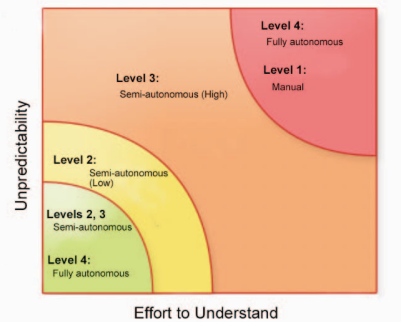 Level 4:
Fully autonomous
Level 1:
Manual
Level 3:
Semi-autonomous (High)
Level 2:
Semi-autonomous
(Low)
Levels 2, 3
Semi-autonomous
Level 4:
Fully autonomous
Unpredictability
Effort to Understand